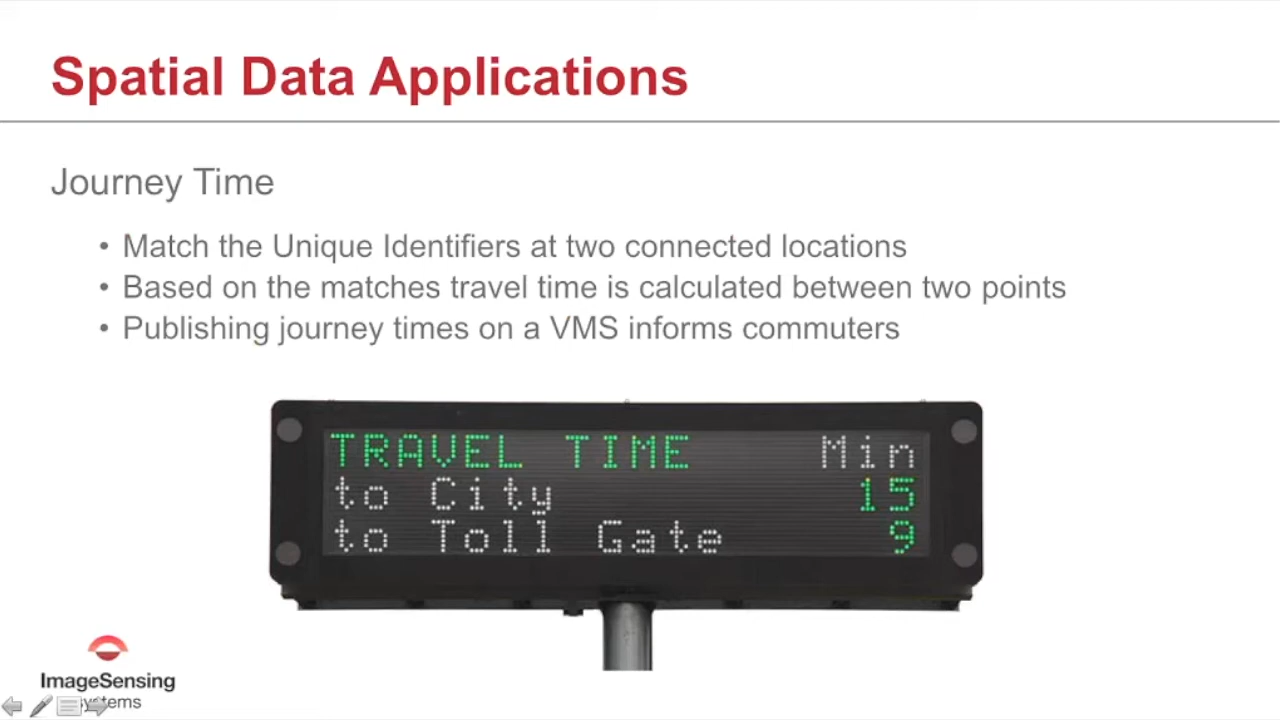 Spatial Data Applications
Journey Time
• Match the Unique Identifiers at two connected locations
• Based on the matches travel time is calculated between two points
• Publishing journey times on a VMS informs commuters
TRAVEL TIME Min
to City 15
to Toll Gate 9
ImageSensing
systems